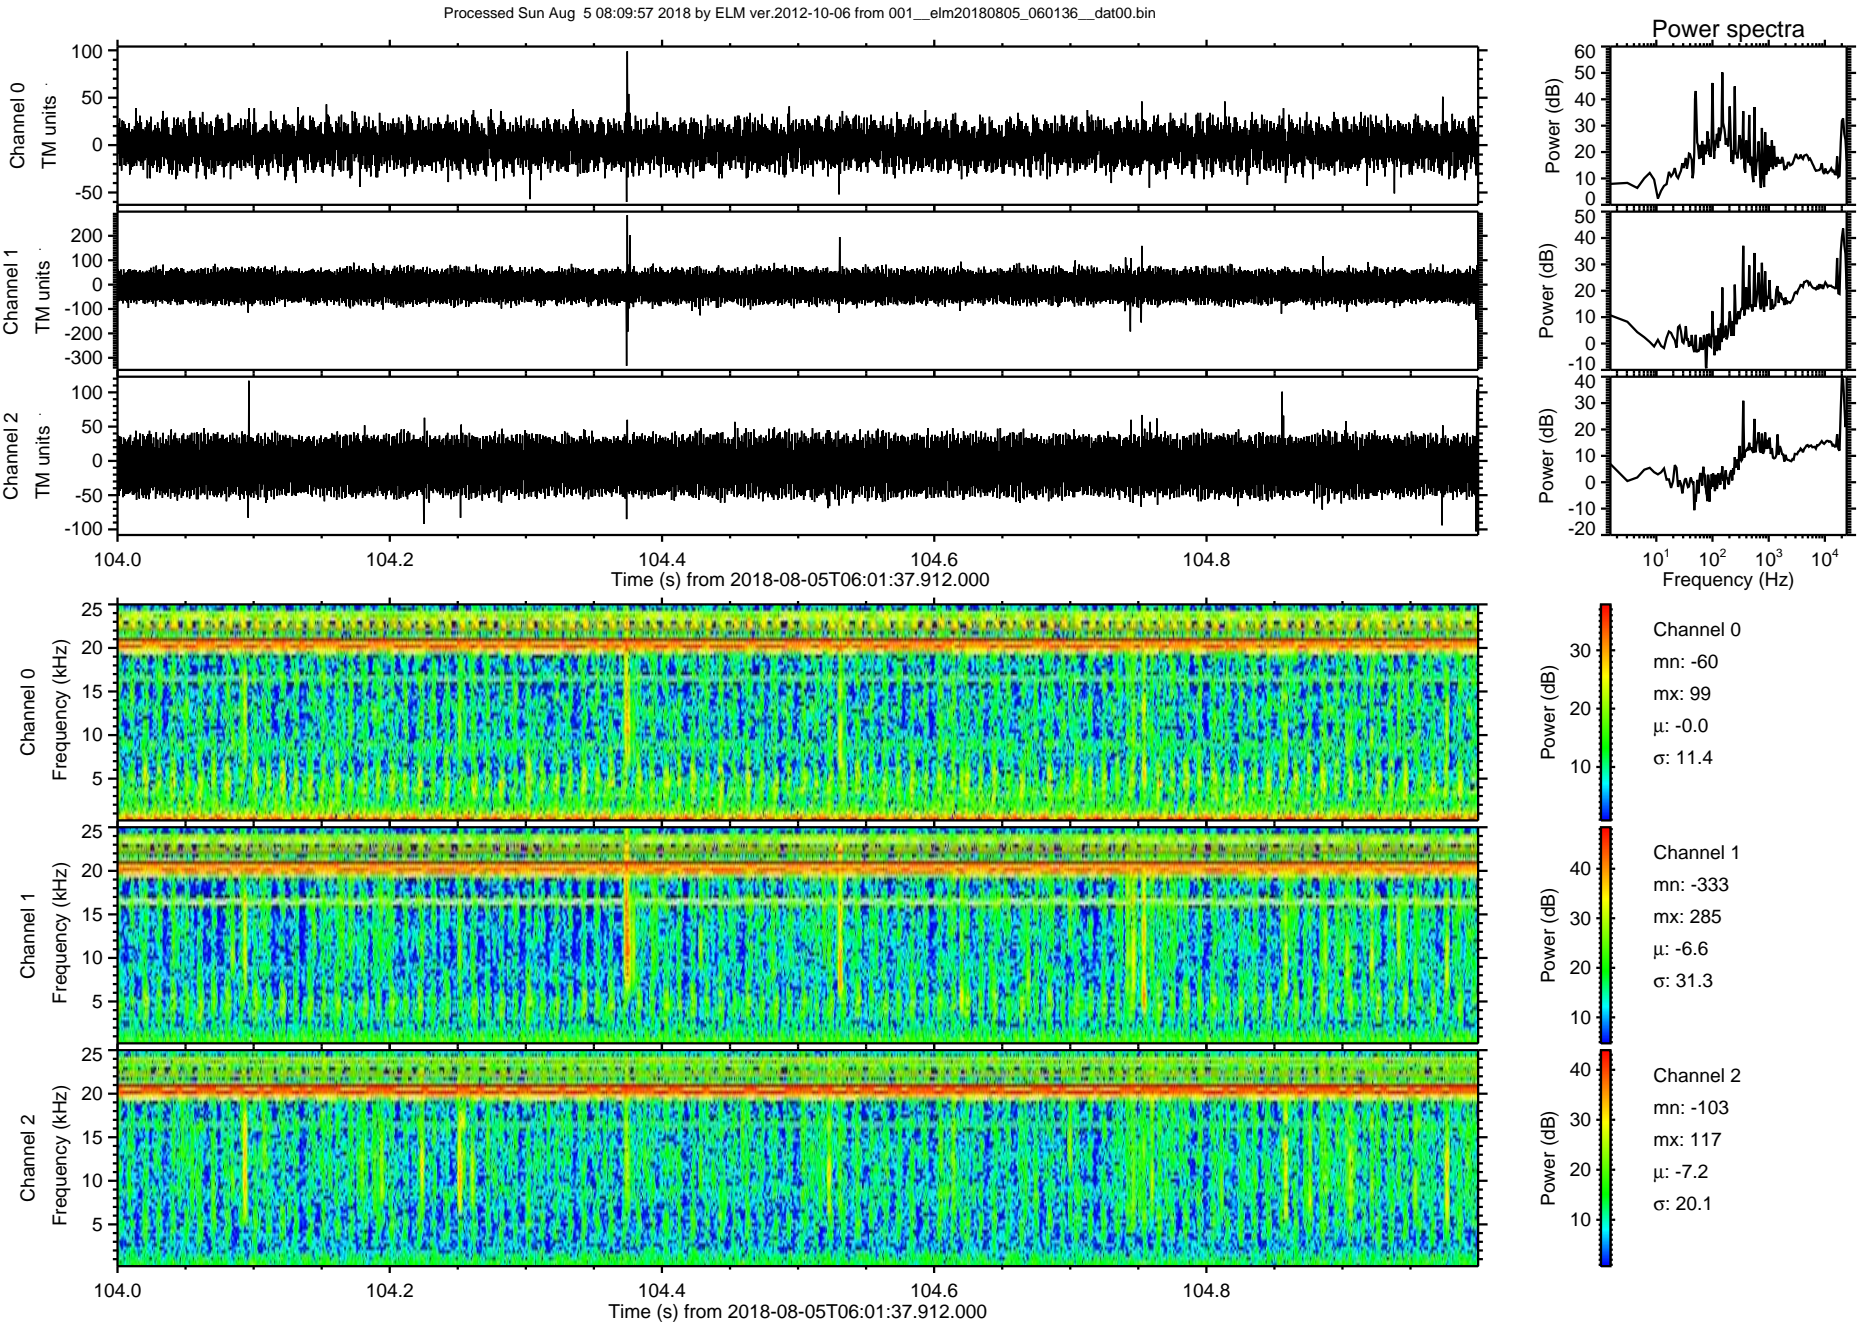 Processed Sun Aug  5 08:09:57 2018 by ELM ver.2012-10-06 from 001__elm20180805_060136__dat00.bin
Power spectra
Channel 0
TM units
100
50
0
-50
Power (dB)
60
50
40
30
20
10
0
Channel 1
TM units
200
100
0
-100
-200
-300
Power (dB)
50
40
30
20
10
0
-10
Channel 2
TM units
100
50
0
-50
-100
Power (dB)
40
30
20
10
0
-10
-20
104.0 104.2 104.4 104.6 104.8
Time (s) from 2018-08-05T06:01:37.912.000
10^1 10^2 10^3 10^4
Frequency (Hz)
Channel 0
Frequency (kHz)
25
20
15
10
5
Power (dB)
30
20
10
Channel 0
mn: -60
mx: 99
µ: -0.0
σ: 11.4
Channel 1
Frequency (kHz)
25
20
15
10
5
Power (dB)
40
30
20
10
Channel 1
mn: -333
mx: 285
µ: -6.6
σ: 31.3
Channel 2
Frequency (kHz)
25
20
15
10
5
Power (dB)
40
30
20
10
Channel 2
mn: -103
mx: 117
µ: -7.2
σ: 20.1
104.0 104.2 104.4 104.6 104.8
Time (s) from 2018-08-05T06:01:37.912.000